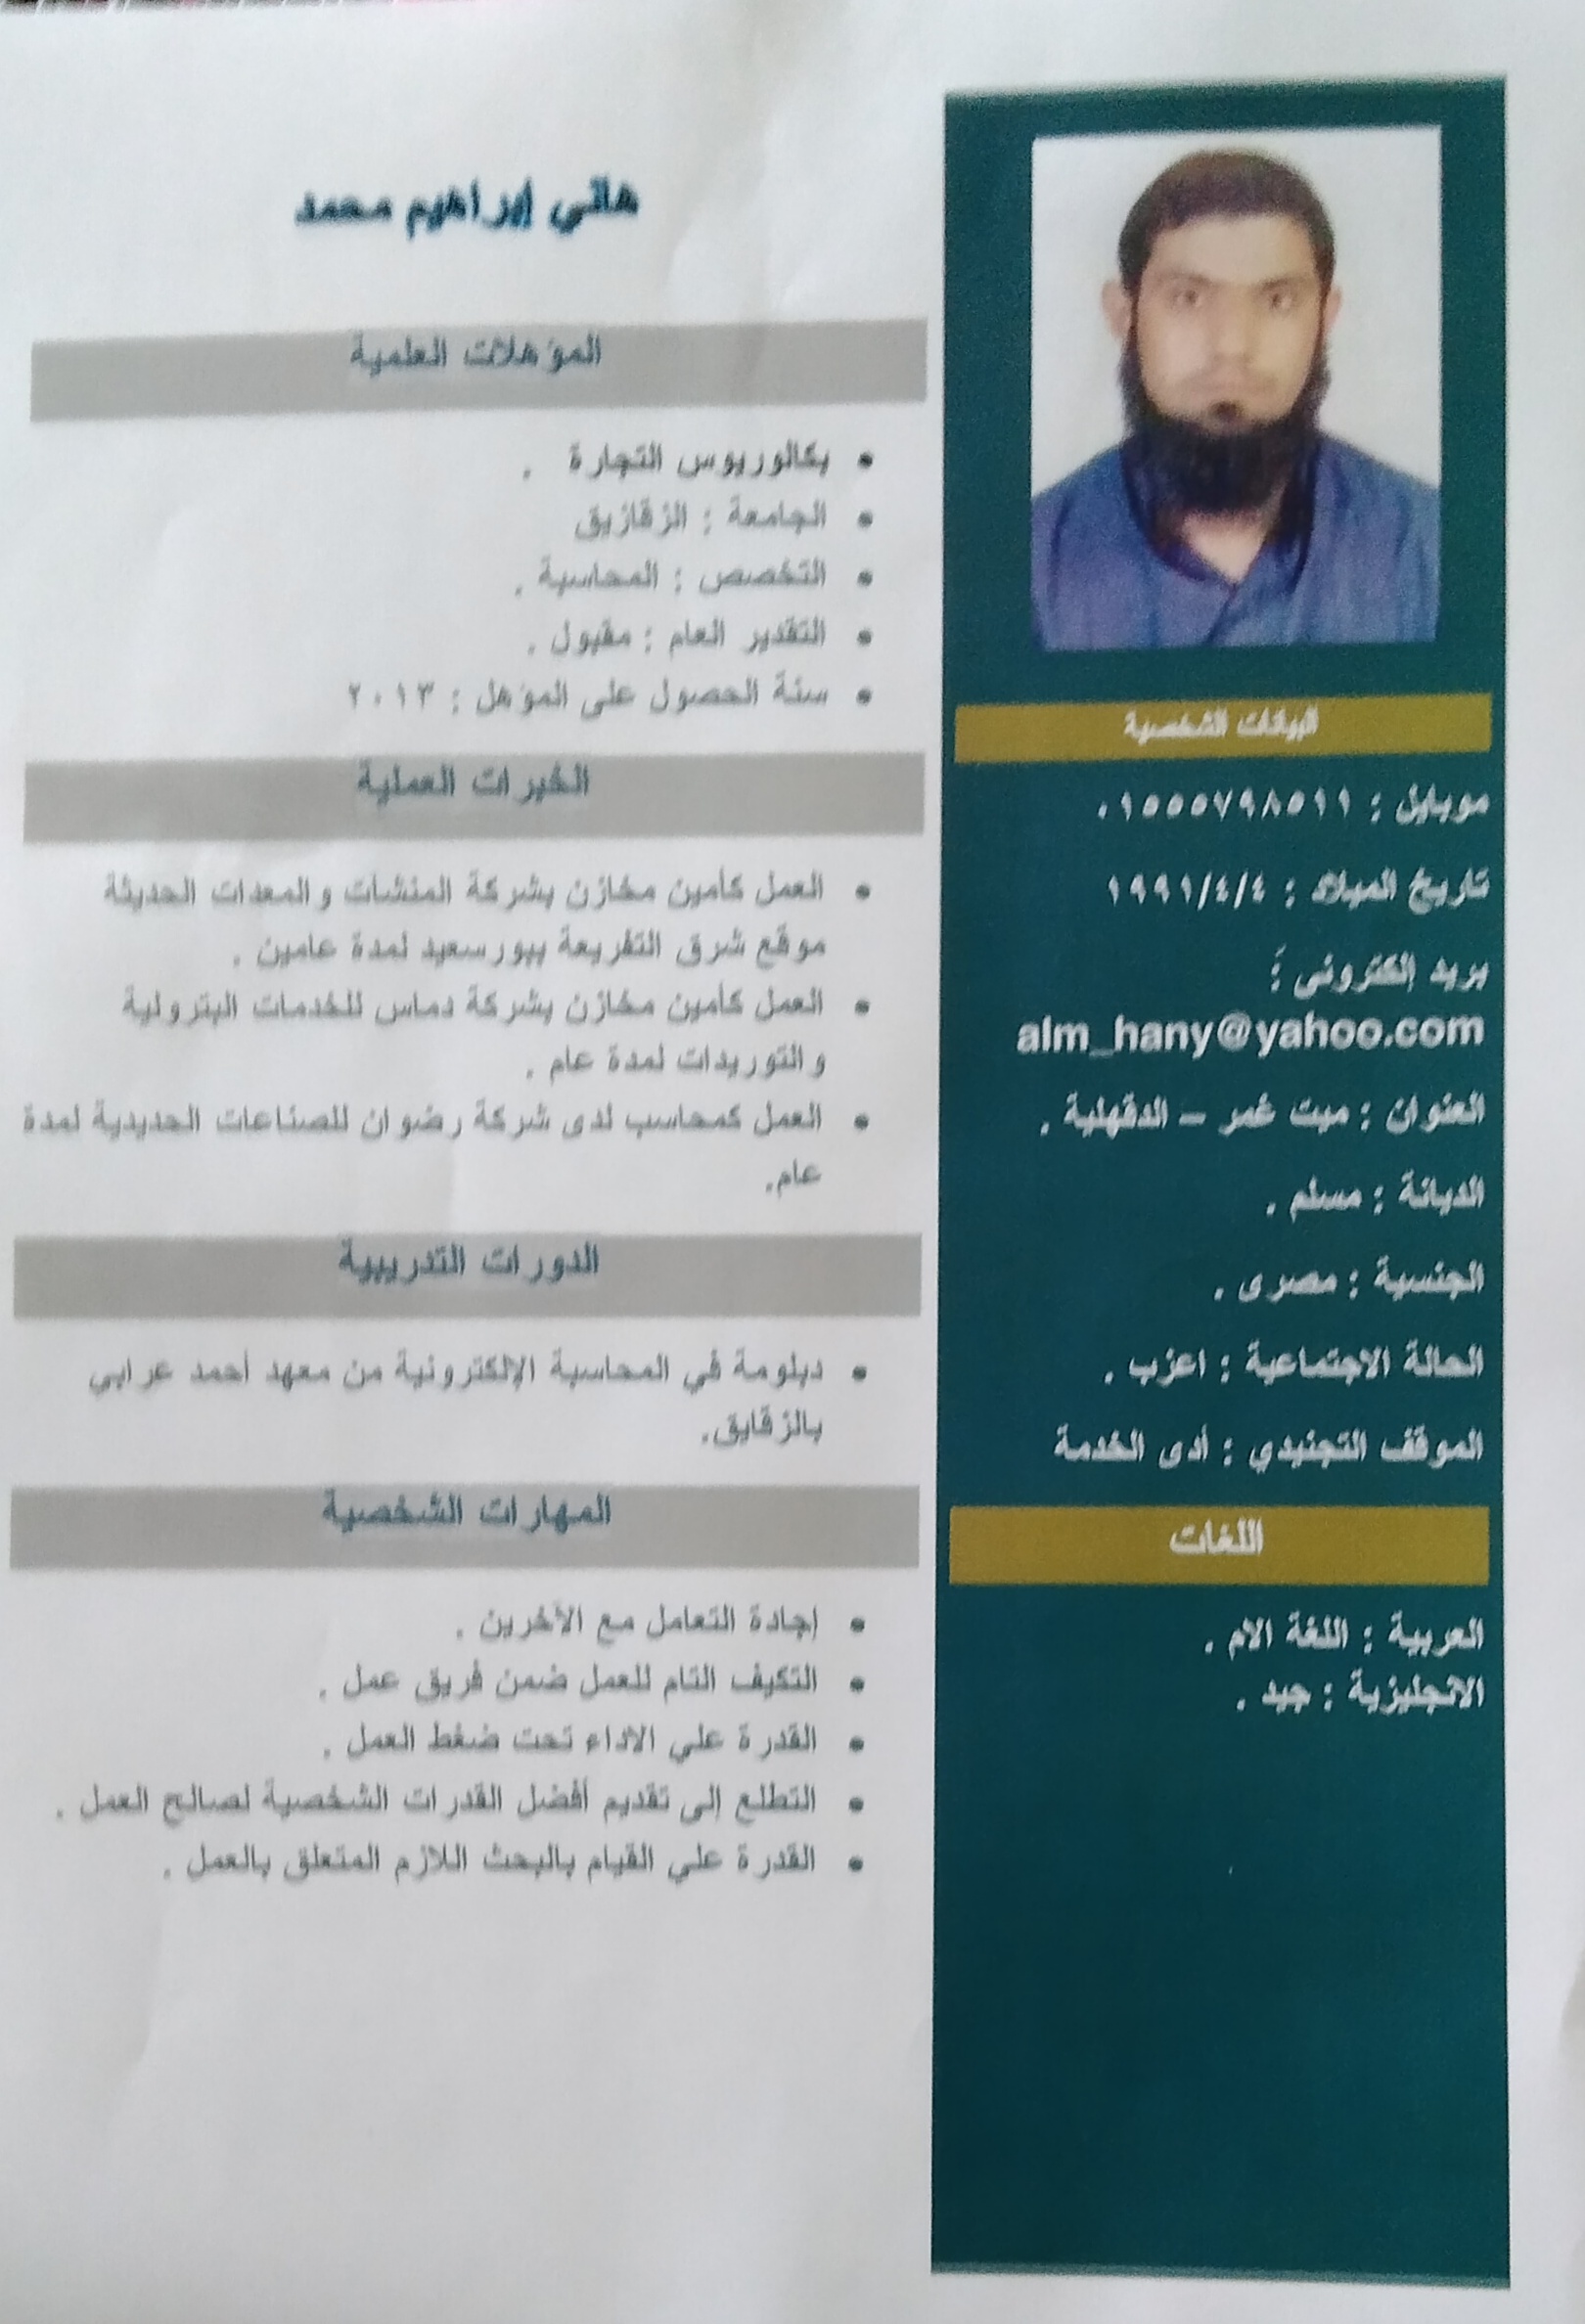 هاني إبراهيم محمد
المؤهلات العلمية
• بكالوريوس التجارة .
• الجامعة : الزقازيق
• التخصص : المحاسبة .
• التقدير العام : مقبول .
• سنة الحصول على المؤهل : ٢٠١٣
الخبرات العملية
• العمل كأمين مخازن بشركة المنشآت والمعدات الحديثة
موقع شرق التفريعة ببورسعيد لمدة عامين .
• العمل كأمين مخازن بشركة دماس للخدمات البترولية
والتوريدات لمدة عام .
• العمل كمحاسب لدى شركة رضوان للصناعات الحديدية لمدة
عام.
الدورات التدريبية
• دبلومة في المحاسبة الإلكترونية من معهد أحمد عرابي
بالزقايق.
المهارات الشخصية
• إجادة التعامل مع الآخرين .
• التكيف التام للعمل ضمن فريق عمل .
• القدرة علي الاداء تحت ضغط العمل .
• التطلع إلى تقديم أفضل القدرات الشخصية لصالح العمل .
• القدرة علي القيام بالبحث اللازم المتعلق بالعمل .
البيانات الشخصية
موبايل : ٠١٥٥٥٧٩٨٥١١
تاريخ الميلاد : ١٩٩١/٤/٤
بريد إلكترونى :
alm_hany@yahoo.com
العنوان : ميت غمر – الدقهلية .
الديانة : مسلم .
الجنسية : مصرى .
الحالة الاجتماعية : اعزب .
الموقف التجنيدي : أدى الخدمة
اللغات
العربية : اللغة الام .
الانجليزية : جيد .